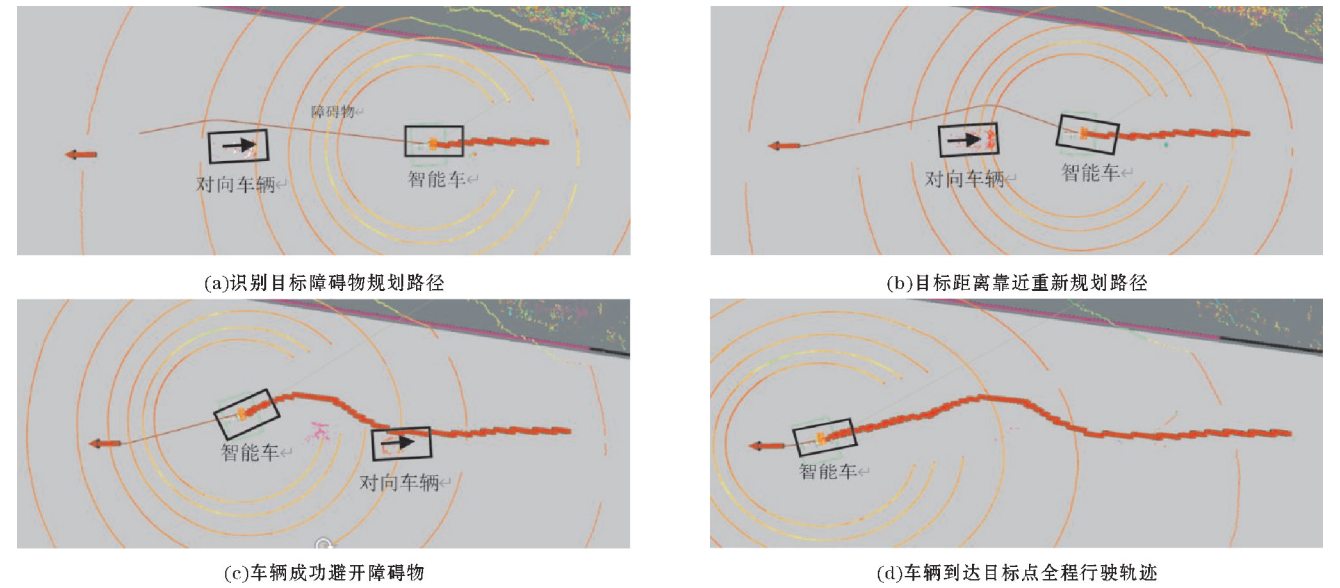 障碍物
对向车辆
智能车
对向车辆
智能车
(a)识别目标障碍物规划路径
(b)目标距离靠近重新规划路径
智能车
对向车辆
智能车
(c)车辆成功避开障碍物
(d)车辆到达目标点全程行驶轨迹